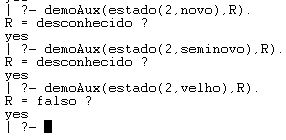 | ?- demoAux(estado(2,novo),R).
R = desconhecido ?
yes
| ?- demoAux(estado(2,seminovo),R).
R = desconhecido ?
yes
| ?- demoAux(estado(2,velho),R).
R = falso ?
yes
| ?-